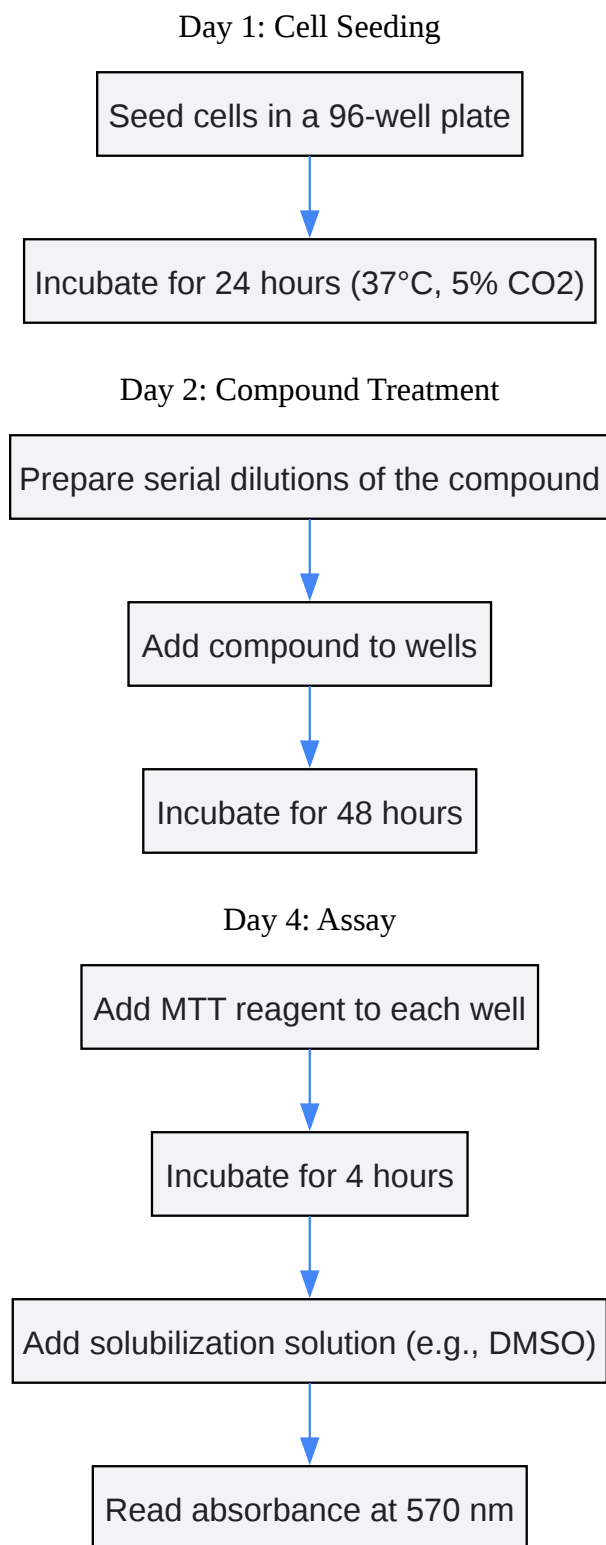 Day 1: Cell Seeding
Seed cells in a 96-well plate
Incubate for 24 hours (37°C, 5% CO2)
Day 2: Compound Treatment
Prepare serial dilutions of the compound
Add compound to wells
Incubate for 48 hours
Day 4: Assay
Add MTT reagent to each well
Incubate for 4 hours
Add solubilization solution (e.g., DMSO)
Read absorbance at 570 nm